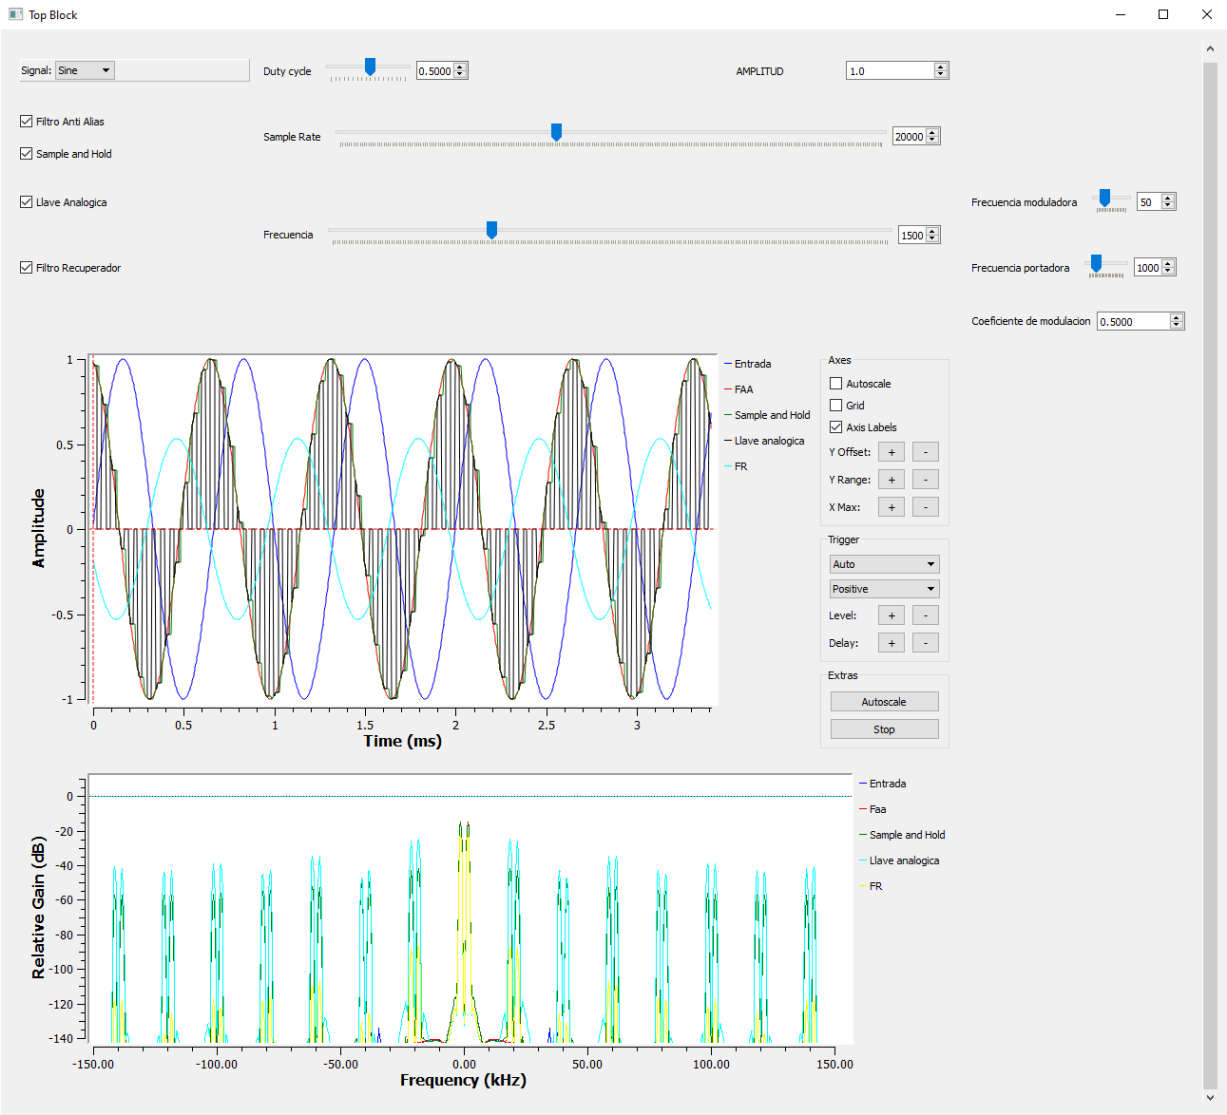 Top Block
Signal: Sine
Duty cycle
0.5000
AMPLITUD
1.0
Filtro Anti Alias
Sample and Hold
Sample Rate
20000
Llave Analogica
Frecuencia
1500
Filtro Recuperador
Frecuencia moduladora
50
Frecuencia portadora
1000
Coeficiente de modulacion
0.5000
1
0.5
0
-0.5
-1
Amplitude
0 0.5 1 1.5 2 2.5 3
Time (ms)
Entrada
FAA
Sample and Hold
Llave analogica
FR
Axes
Autoscale
Grid
Axis Labels
Y Offset: + -
Y Range: + -
X Max: + -
Trigger
Auto
Positive
Level: + -
Delay: + -
Extras
Autoscale
Stop
0
-20
-40
-60
-80
-100
-120
-140
Relative Gain (dB)
-150.00 -100.00 -50.00 0.00 50.00 100.00 150.00
Frequency (kHz)
Entrada
Faa
Sample and Hold
Llave analogica
FR